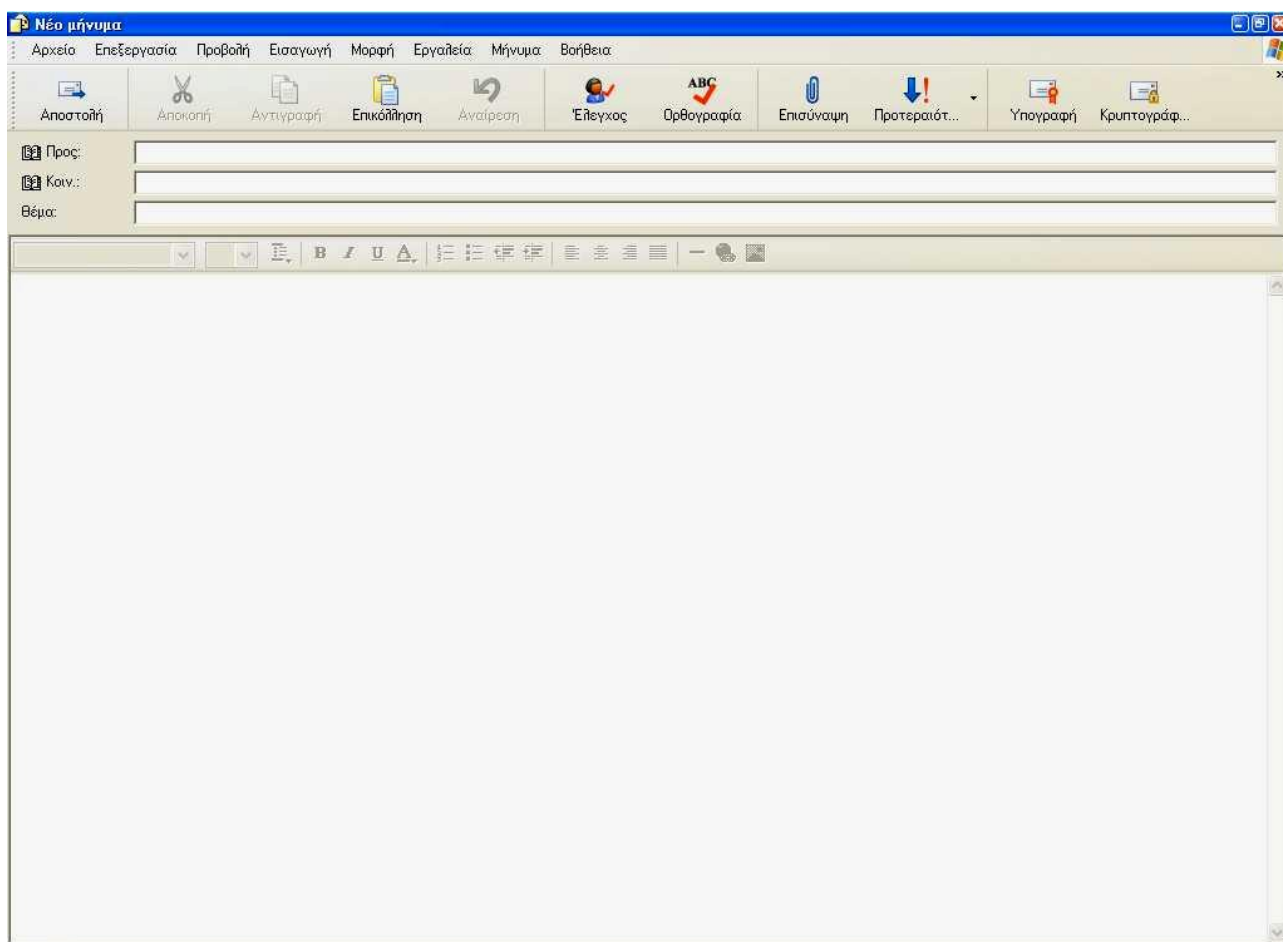 Νέο μήνυμα
Αρχείο Επεξεργασία Προβολή Εισαγωγή Μορφή Εργαλεία Μήνυμα Βοήθεια
Αποστολή Αποκοπή Αντιγραφή Επικόλληση Αναίρεση Έλεγχος ABC Ορθογραφία Επισύναψη Προτεραιότ... Υπογραφή Κρυπτογράφ...
Προς:
Κοιν.:
Θέμα:
B I U A